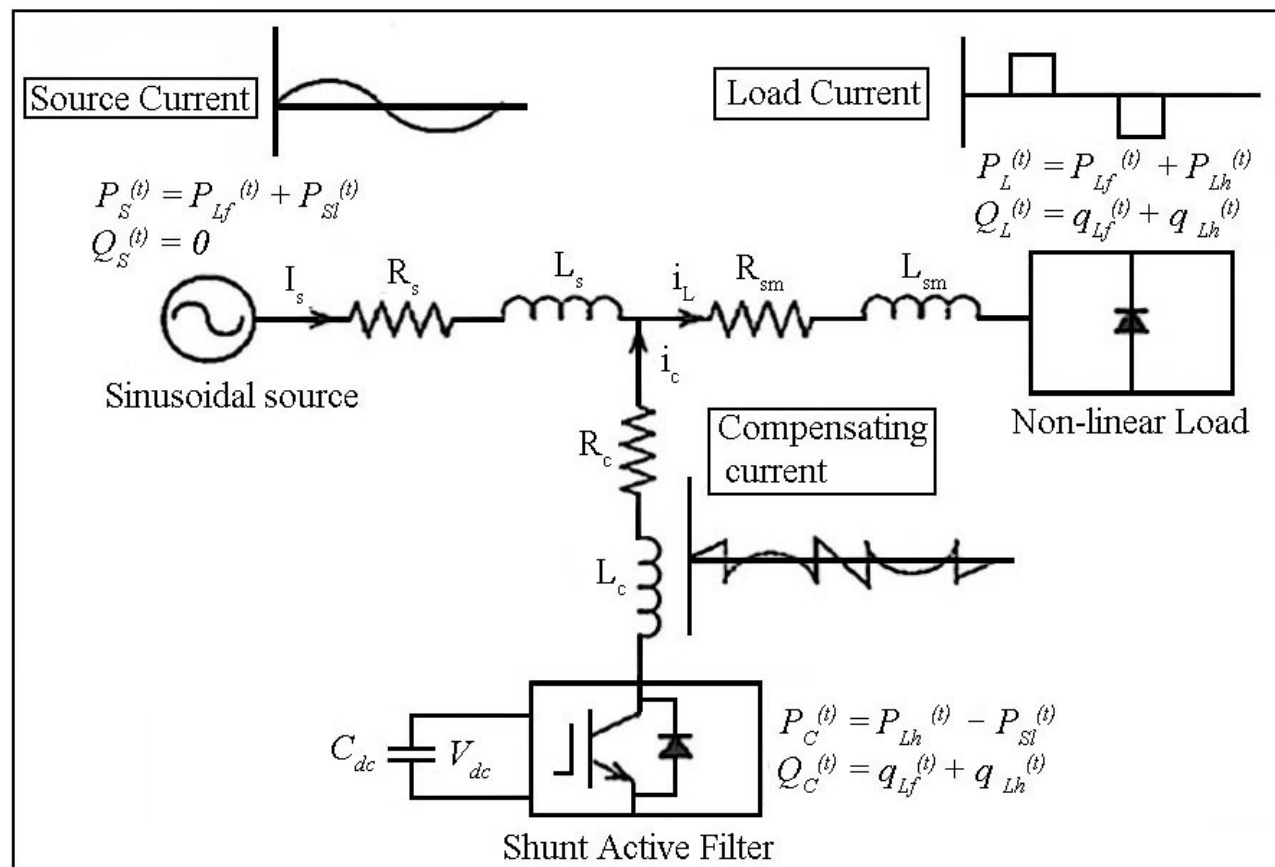 Source Current
Load Current
P_S^(t) = P_Lf^(t) + P_Sl^(t)
Q_S^(t) = 0
P_L^(t) = P_Lf^(t) + P_Lh^(t)
Q_L^(t) = q_Lf^(t) + q_Lh^(t)
I_s
R_s
L_s
i_L
R_sm
L_sm
i_c
Sinusoidal source
Non-linear Load
R_c
Compensating
current
L_c
C_dc
V_dc
P_C^(t) = P_Lh^(t) - P_Sl^(t)
Q_C^(t) = q_Lf^(t) + q_Lh^(t)
Shunt Active Filter